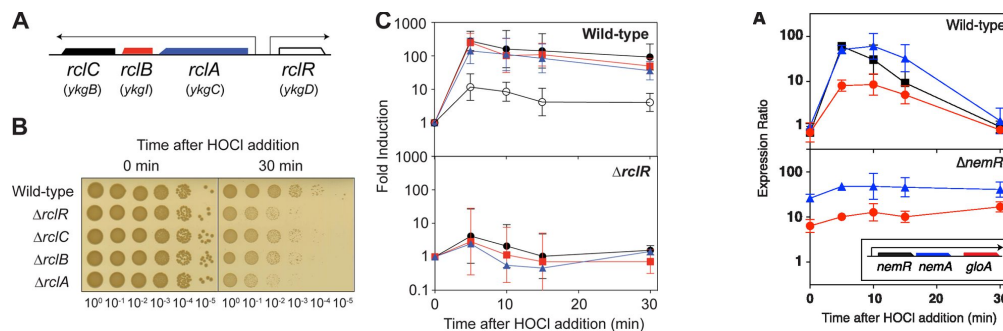 A
rclC rclB rclA rclR
(ykgB) (ykgI) (ykgC) (ykgD)
B
Time after HOCl addition
0 min 30 min
Wild-type
ΔrclR
ΔrclC
ΔrclB
ΔrclA
10⁰ 10⁻¹ 10⁻² 10⁻³ 10⁻⁴ 10⁻⁵ 10⁰ 10⁻¹ 10⁻² 10⁻³ 10⁻⁴ 10⁻⁵
C
Fold Induction
1000
Wild-type
100
10
1
1000
ΔrclR
100
10
1
0.1
0 10 20 30
Time after HOCl addition (min)
A
Expression Ratio
Wild-type
100
10
1
ΔnemR
100
10
1
nemR nemA gloA
0 10 20 30
Time after HOCl addition (min)